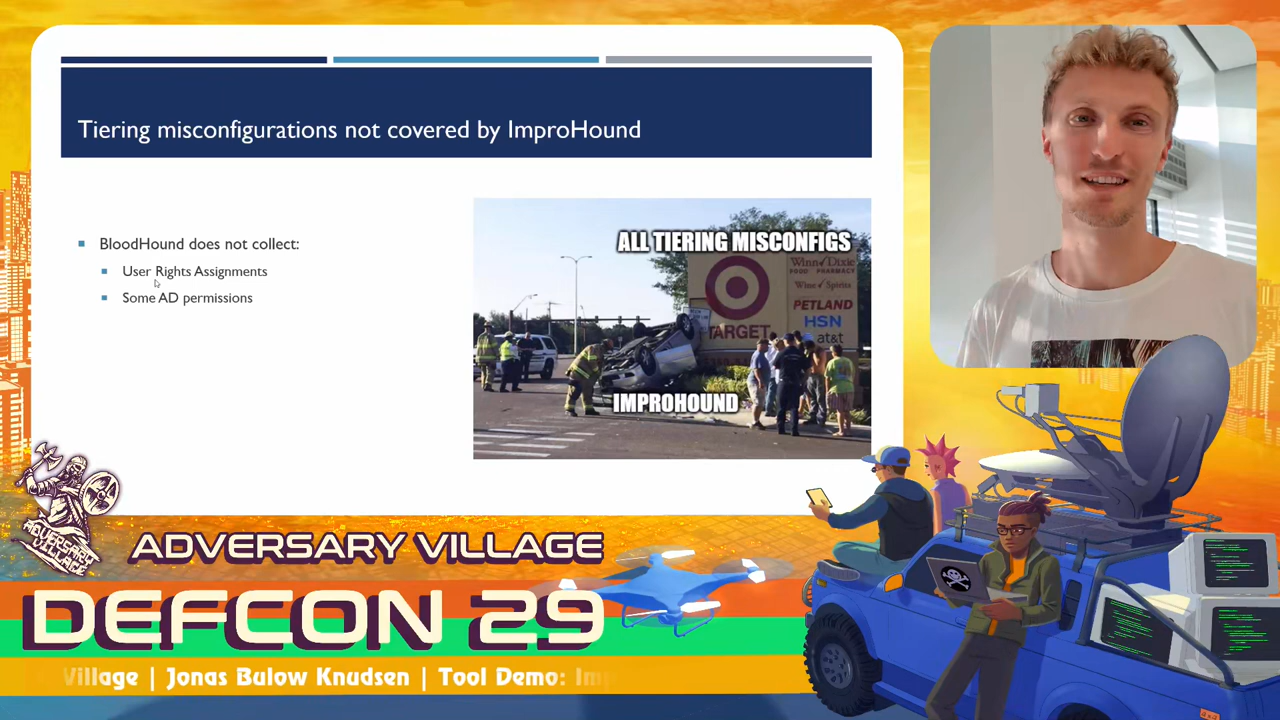 Tiering misconfigurations not covered by ImproHound
BloodHound does not collect:
User Rights Assignments
Some AD permissions
ALL TIERING MISCONFIGS
Winn Dixie
FOOD PHARMACY
Wine & Spirits
PETLAND
HSN
at&t
TARGET
IMPROHOUND
ADVERSARY
VILLAGE
ADVERSARY VILLAGE
DEFCON 29
Village | Jonas Bulow Knudsen | Tool Demo: Im